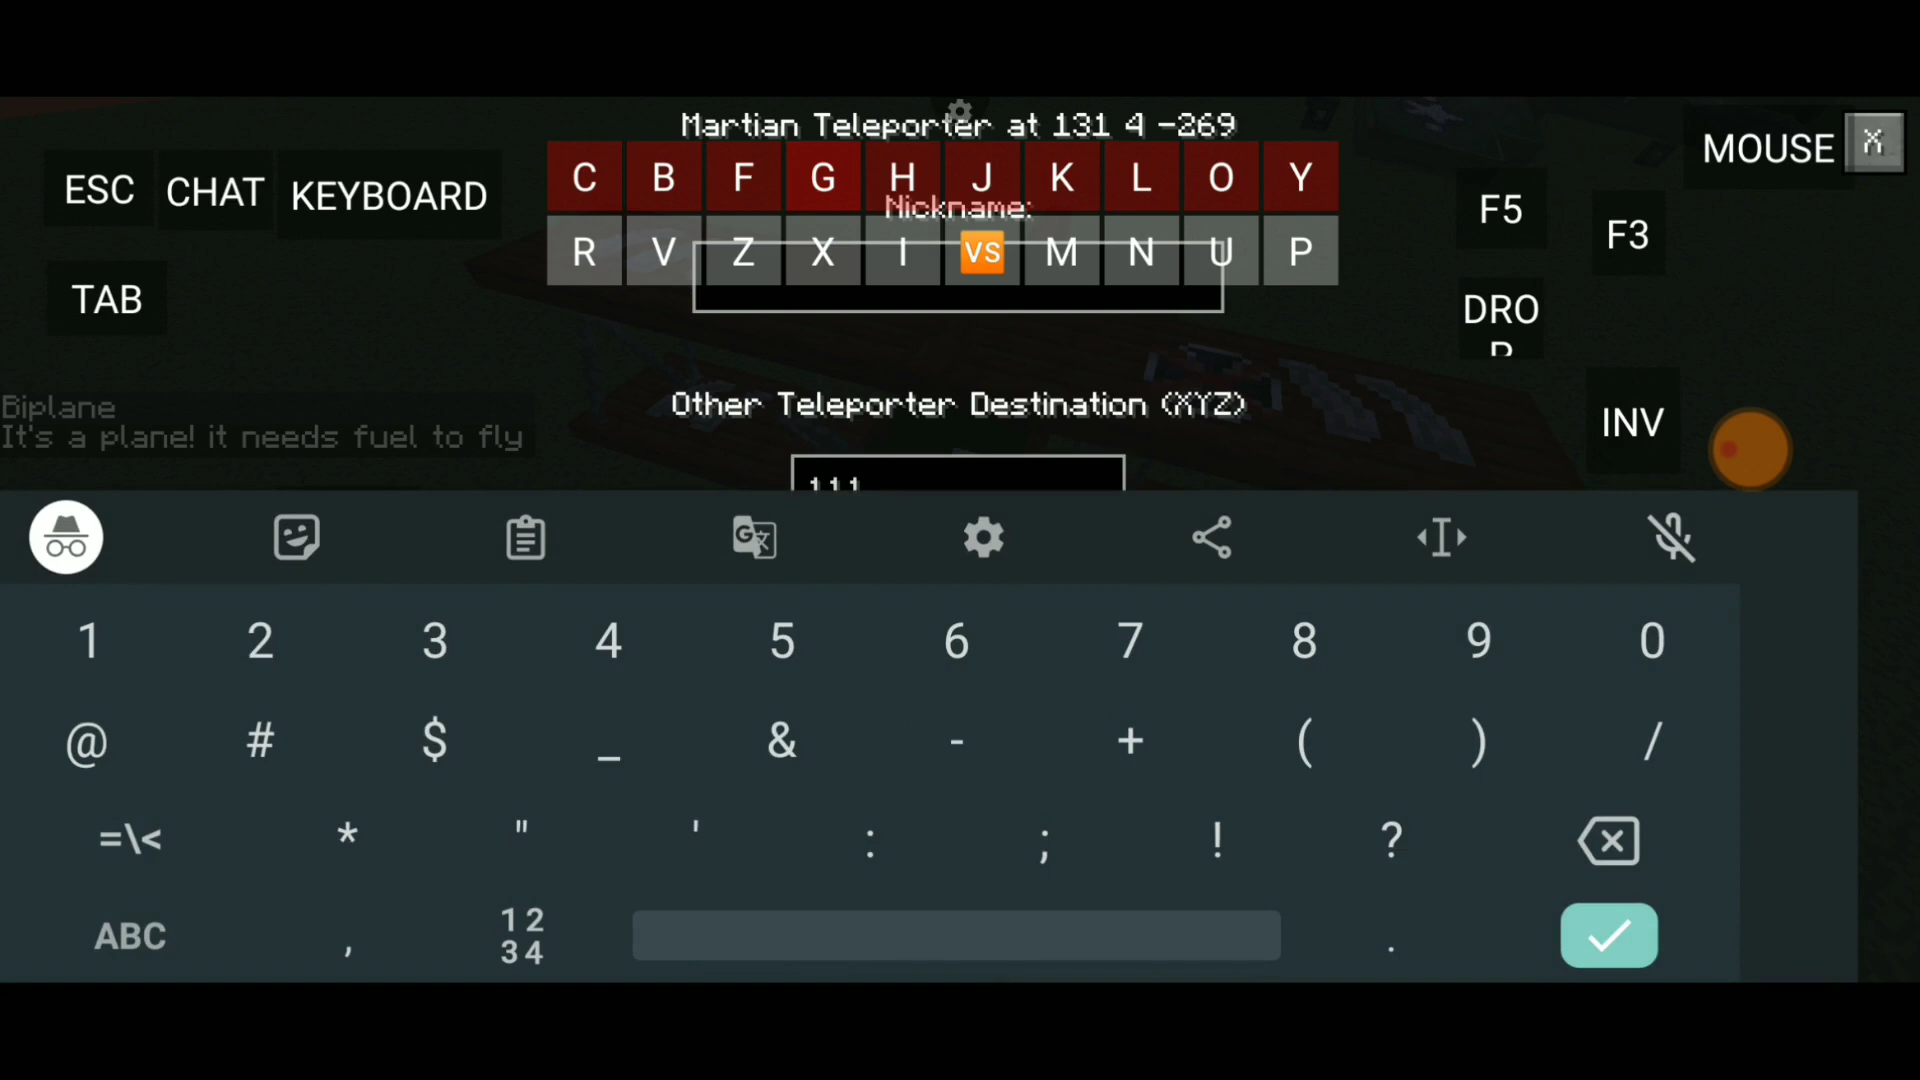 Martian Teleporter at 131 4 -269
MOUSE X
ESC CHAT KEYBOARD
C B F G H J K L O Y
Nickname:
F5
F3
R V Z X I VS M N U P
TAB
DRO
P
Biplane
It's a plane! it needs fuel to fly
Other Teleporter Destination (XYZ)
INV
111
1 2 3 4 5 6 7 8 9 0
@ # $ _ & - + ( ) /
=\< * " ' : ; ! ?
ABC , 12 .
34